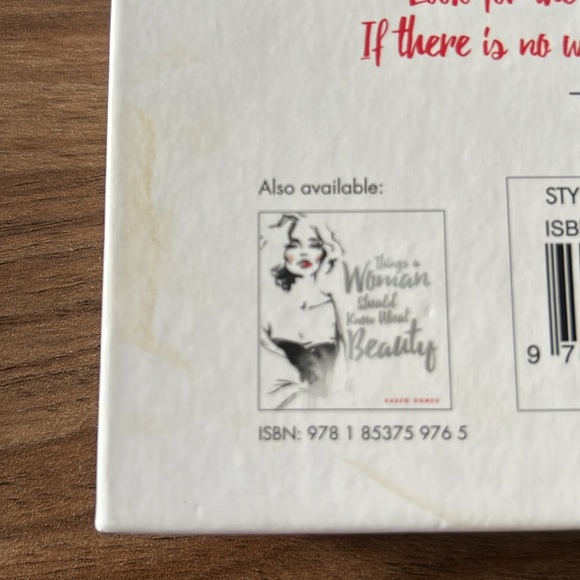 If there is no
Also available:
STY
ISB
Things a
Woman
Should
Know About
Beauty
ISBN: 978 1 85375 976 5
9 7